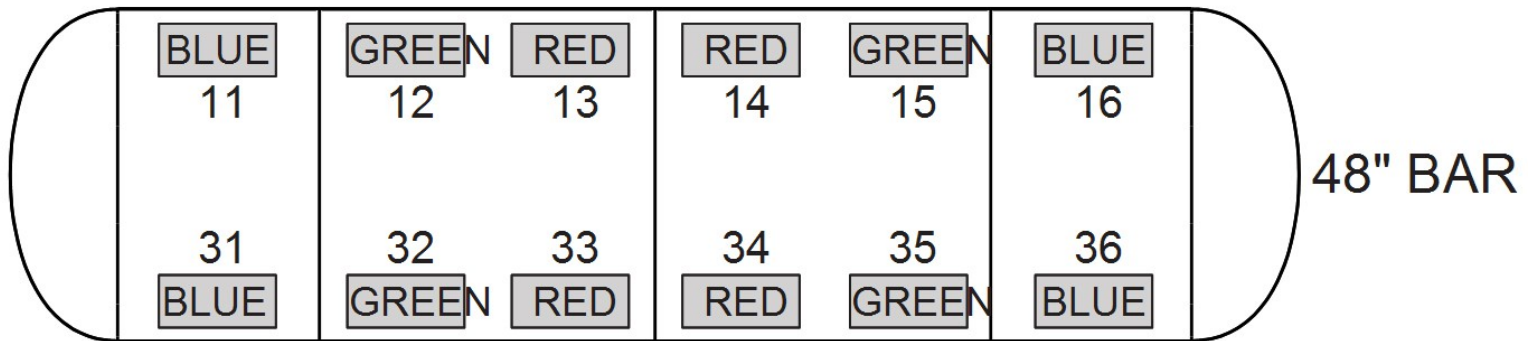 BLUE GREEN RED RED GREEN BLUE
11 12 13 14 15 16
48" BAR
31 32 33 34 35 36
BLUE GREEN RED RED GREEN BLUE